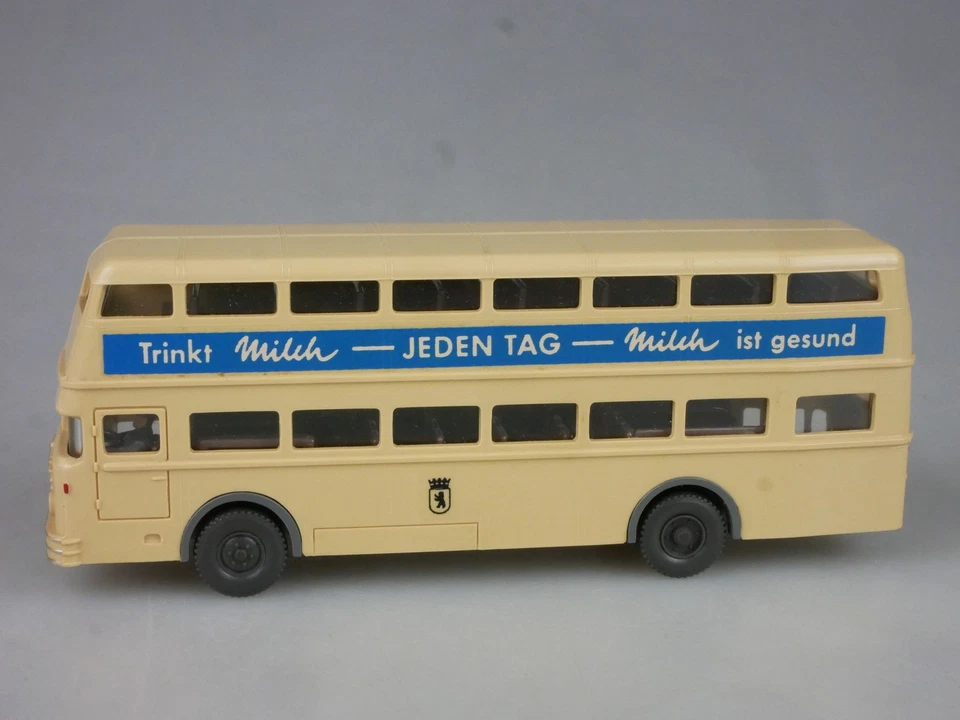 Trinkt Milch — JEDEN TAG — Milch ist gesund